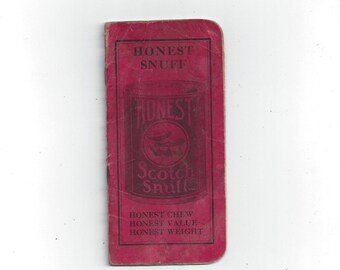 HONEST
SNUFF
HONEST
Scotch
Snuff
HONEST CHEW
HONEST VALUE
HONEST WEIGHT